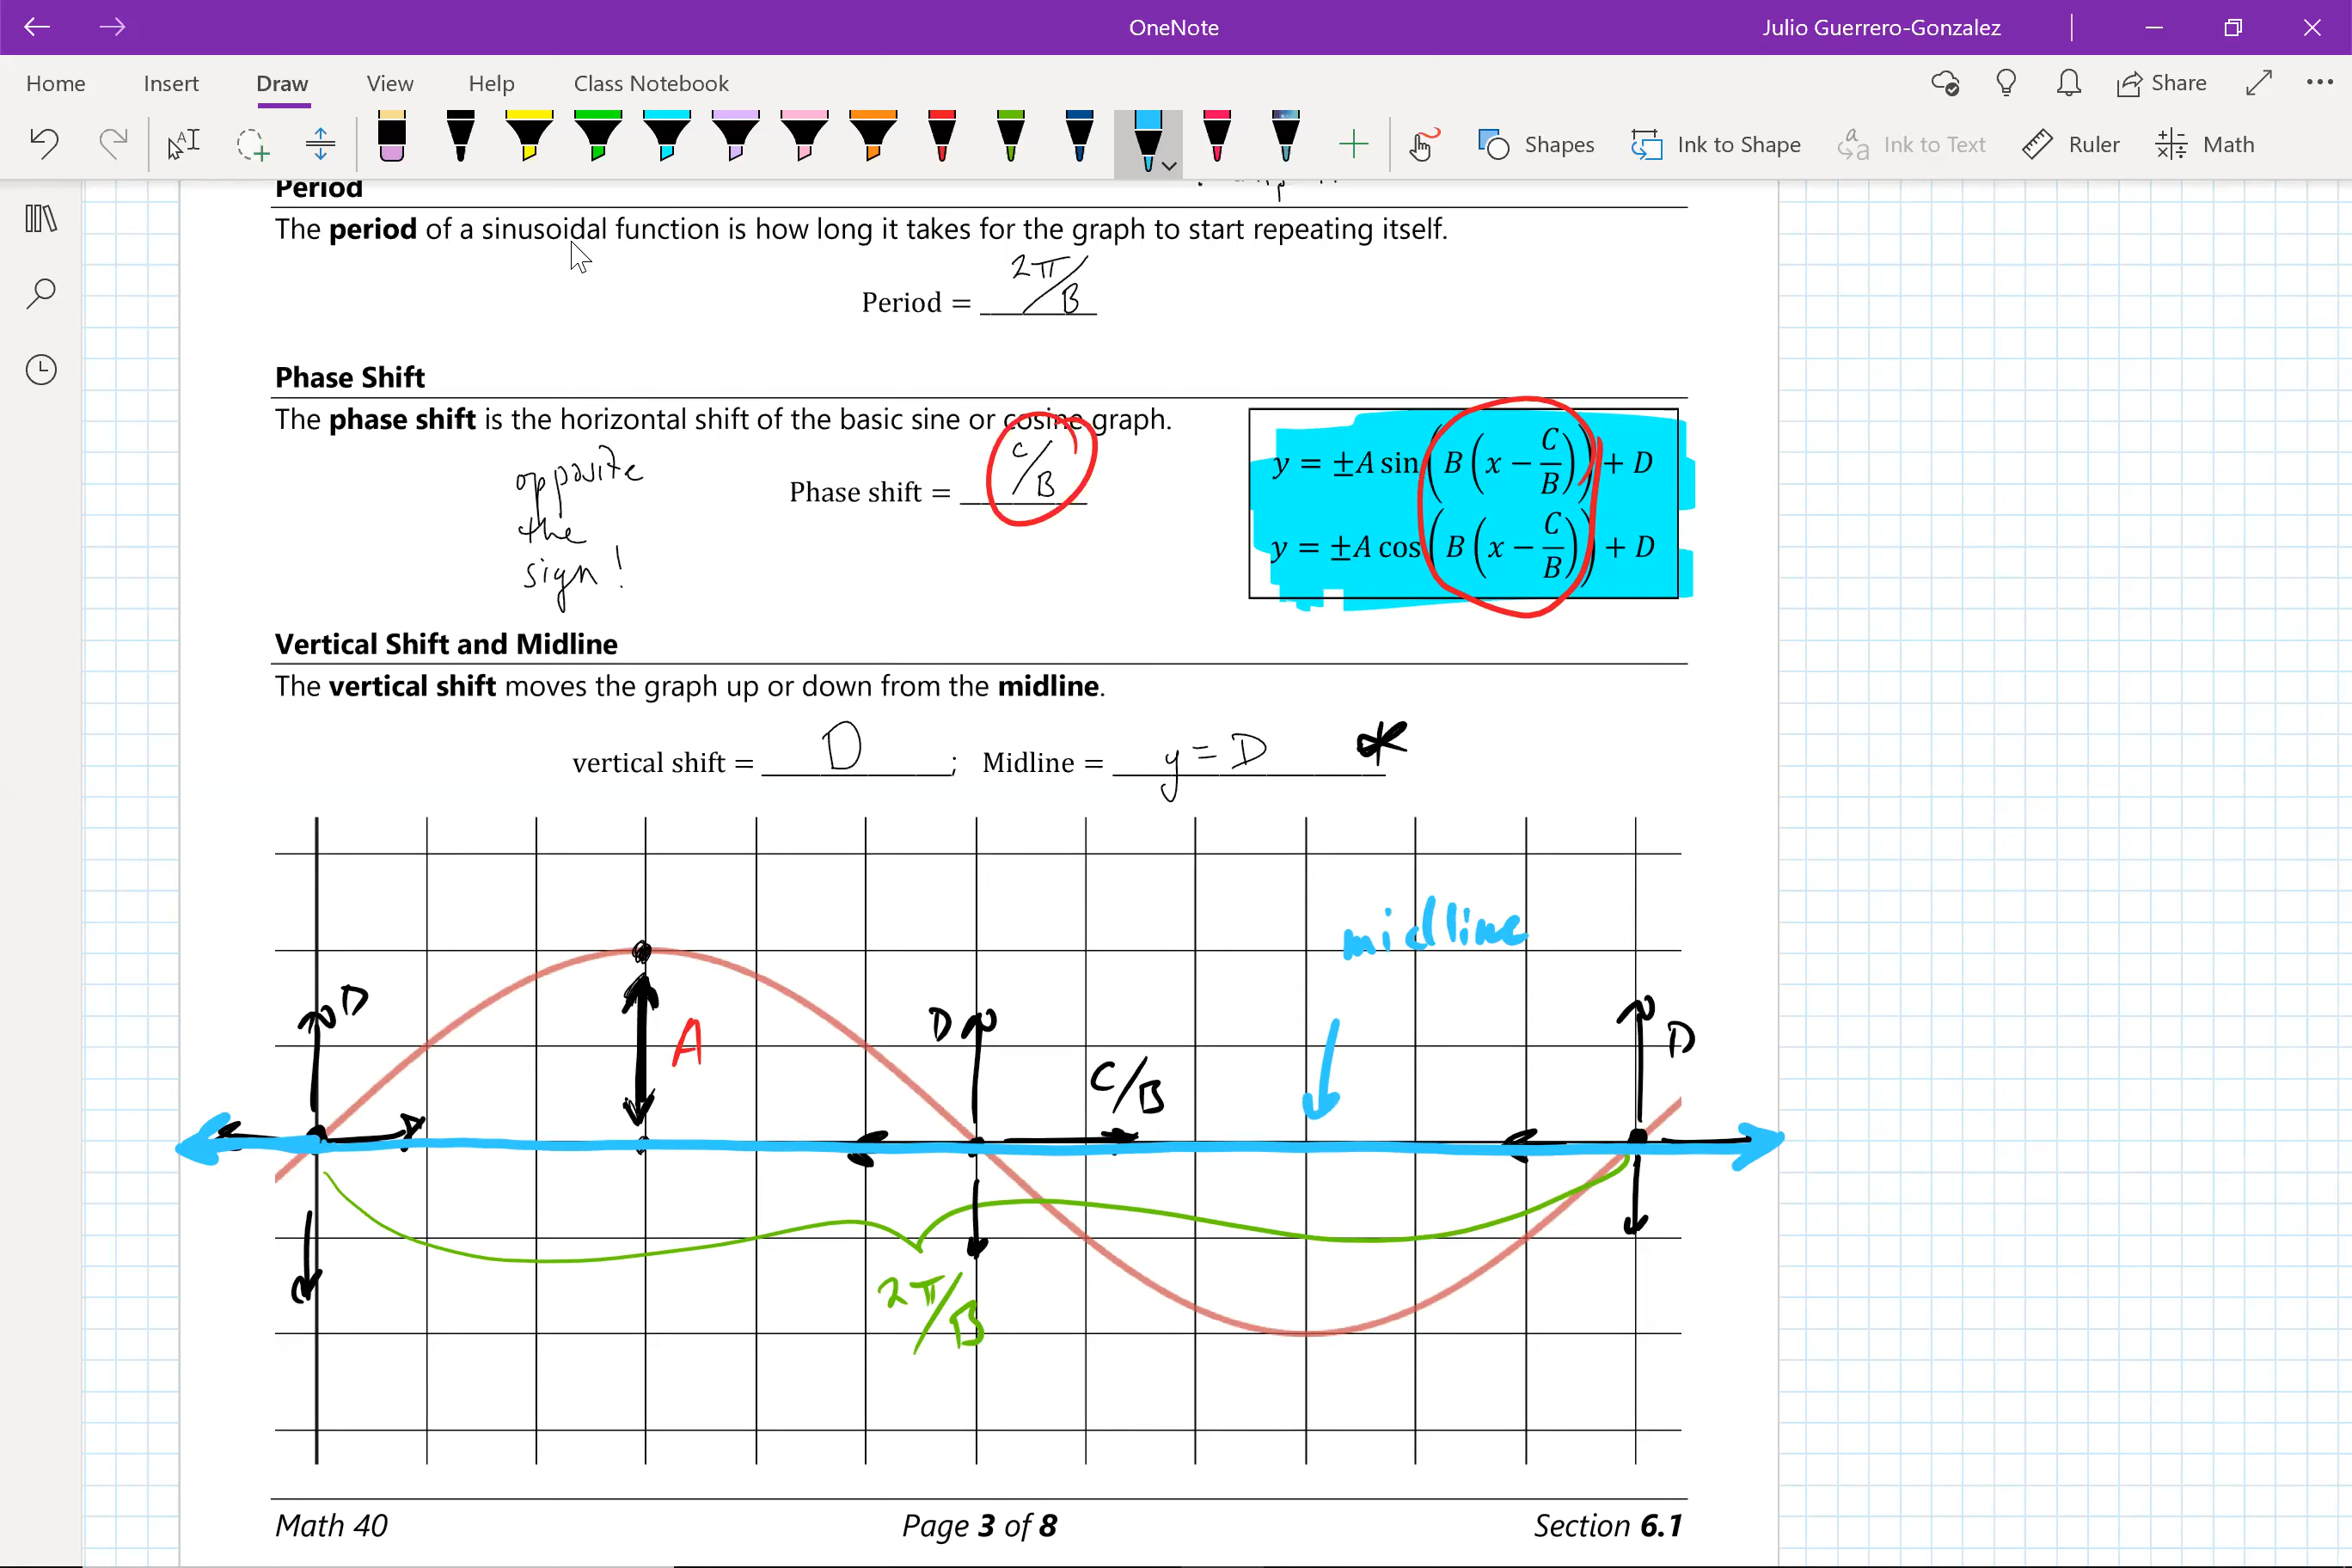 OneNote
Julio Guerrero-Gonzalez
Home Insert Draw View Help Class Notebook Share
Shapes Ink to Shape Ink to Text Ruler Math
Period
The period of a sinusoidal function is how long it takes for the graph to start repeating itself.
Period = 2π/B
Phase Shift
The phase shift is the horizontal shift of the basic sine or cosine graph.
opposite
the
sign!
Phase shift = C/B
y = ±A sin(B(x − C/B)) + D
y = ±A cos(B(x − C/B)) + D
Vertical Shift and Midline
The vertical shift moves the graph up or down from the midline.
vertical shift = D ; Midline = y = D *
midline
D
A
D
C/B
D
2π/B
Math 40 Page 3 of 8 Section 6.1